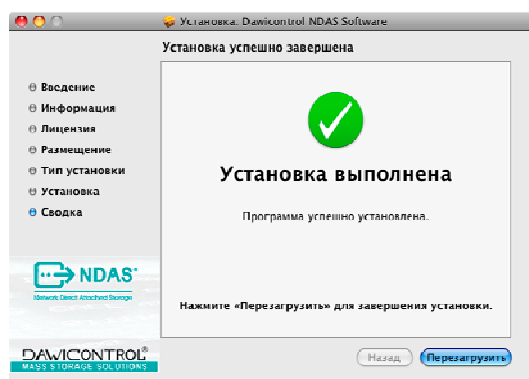 Установка: Dawicontrol NDAS Software
Установка успешно завершена
Введение
Информация
Лицензия
Размещение
Тип установки
Установка
Сводка
Установка выполнена
Программа успешно установлена.
NDAS
Network Direct Attached Storage
Нажмите «Перезагрузить» для завершения установки.
DAWICONTROL®
MASS STORAGE SOLUTIONS
Назад
Перезагрузить